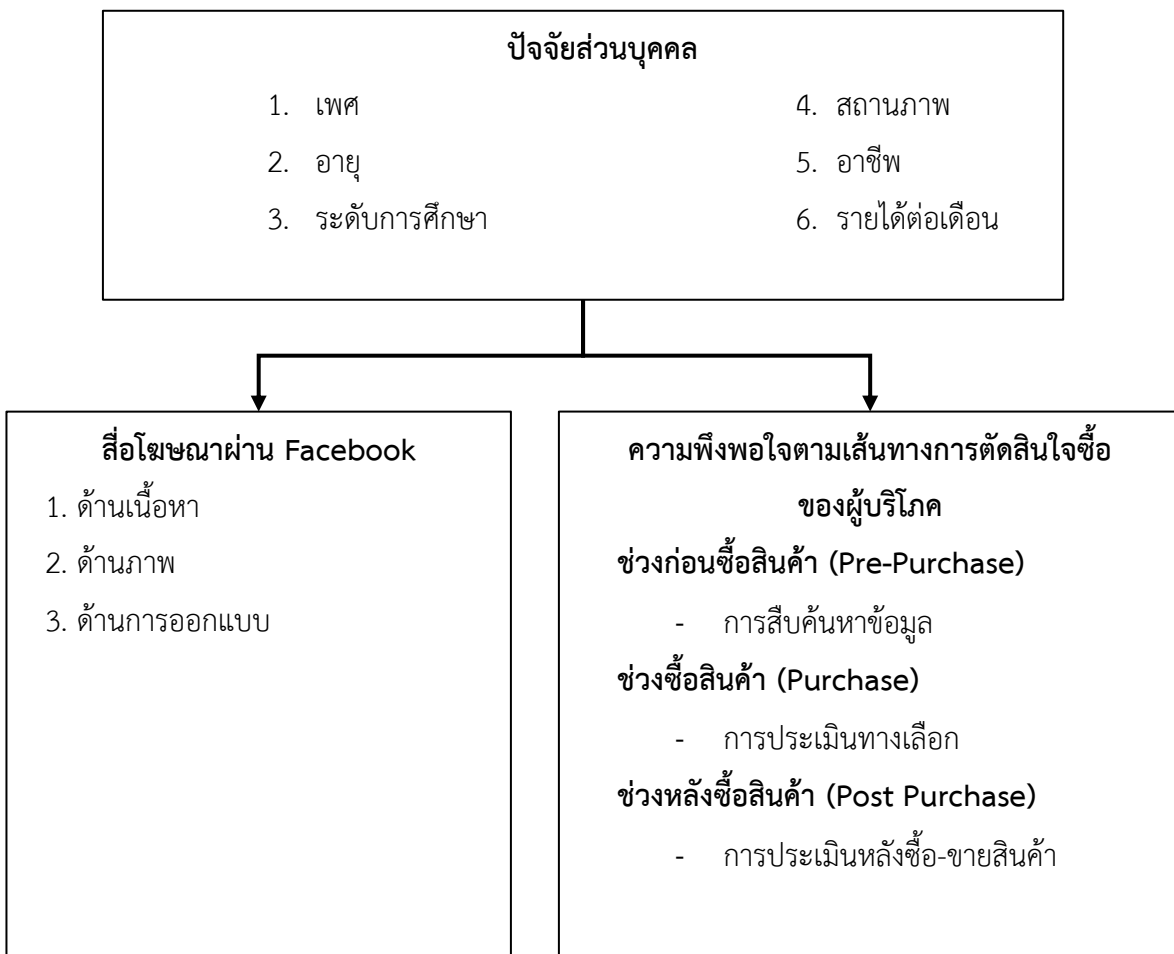 ปัจจัยส่วนบุคคล
1. เพศ
2. อายุ
3. ระดับการศึกษา
4. สถานภาพ
5. อาชีพ
6. รายได้ต่อเดือน
สื่อโฆษณาผ่าน Facebook
1. ด้านเนื้อหา
2. ด้านภาพ
3. ด้านการออกแบบ
ความพึงพอใจตามเส้นทางการตัดสินใจซื้อ
ของผู้บริโภค
ช่วงก่อนซื้อสินค้า (Pre-Purchase)
- การสืบค้นหาข้อมูล
ช่วงซื้อสินค้า (Purchase)
- การประเมินทางเลือก
ช่วงหลังซื้อสินค้า (Post Purchase)
- การประเมินหลังซื้อ-ขายสินค้า